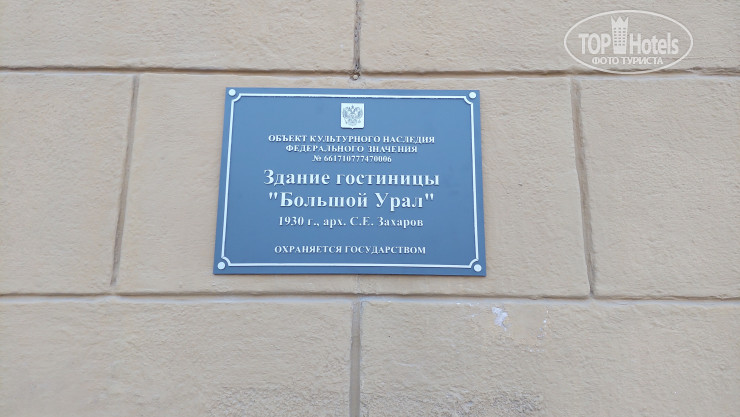 TOP Hotels
ФОТО ТУРИСТА
ОБЪЕКТ КУЛЬТУРНОГО НАСЛЕДИЯ
ФЕДЕРАЛЬНОГО ЗНАЧЕНИЯ
№ 661710777470006
Здание гостиницы
"Большой Урал"
1930 г., арх. С.Е. Захаров
ОХРАНЯЕТСЯ ГОСУДАРСТВОМ